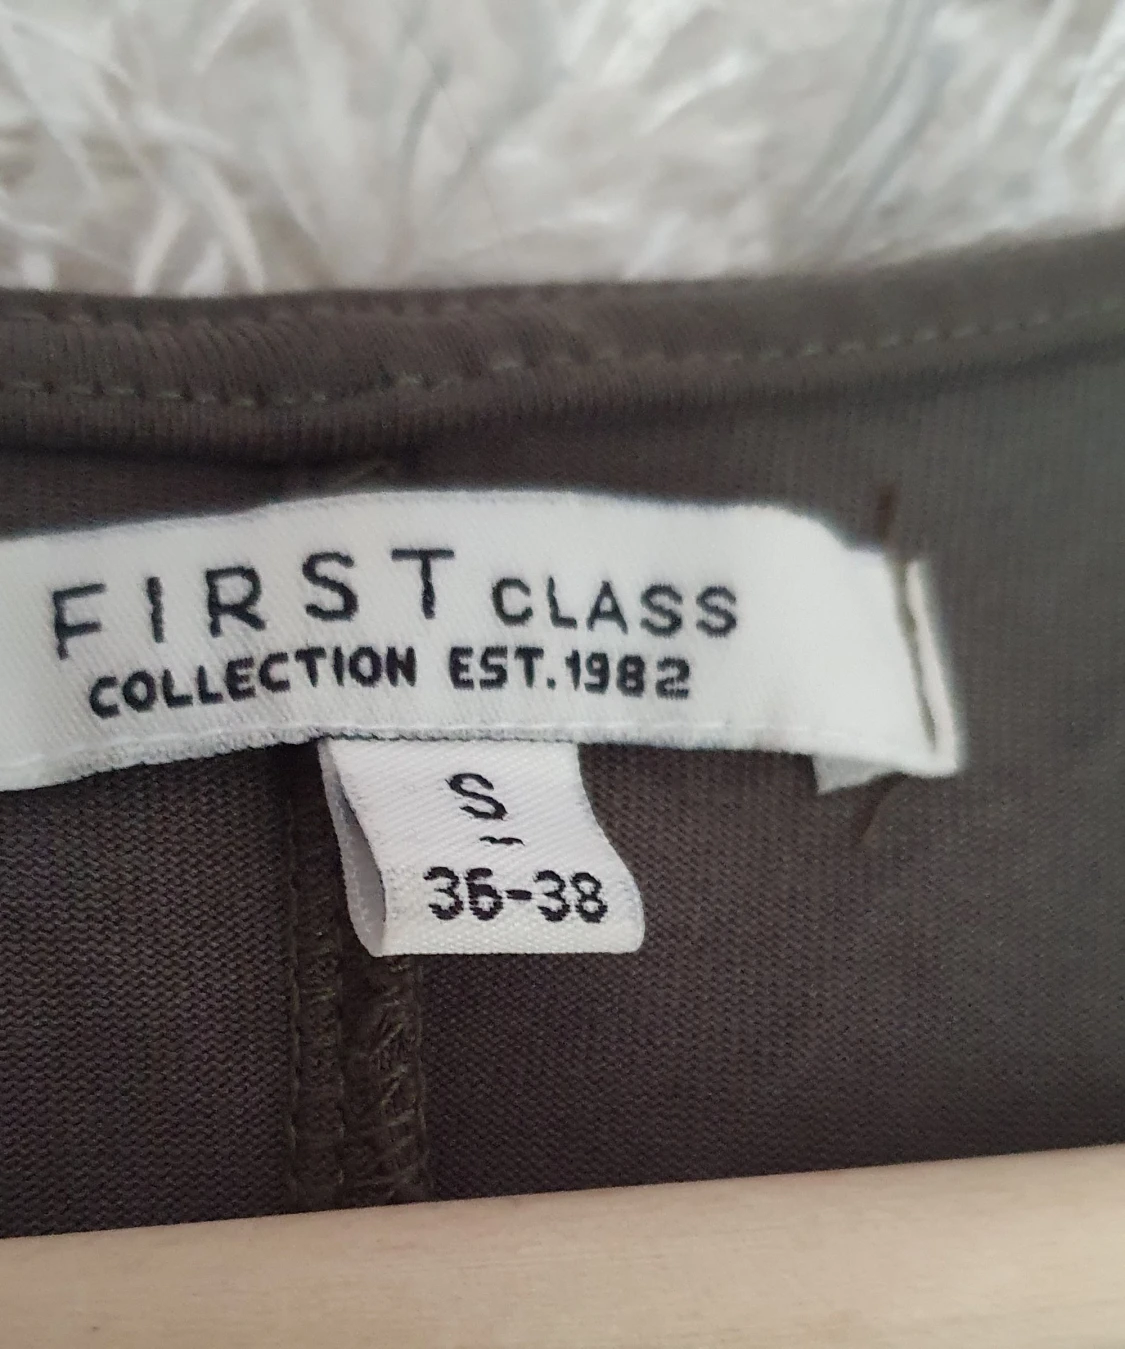 FIRST CLASS
COLLECTION EST.1982
S
36-38